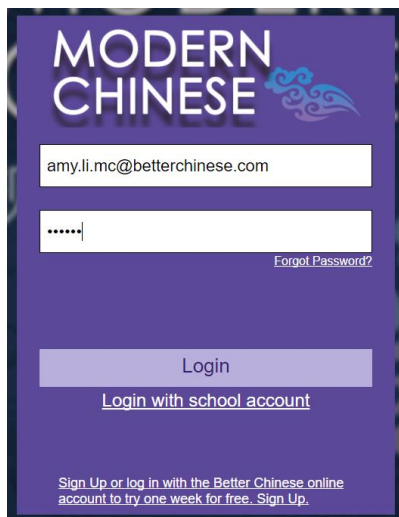 MODERN
CHINESE
amy.li.mc@betterchinese.com
••••••
Forgot Password?
Login
Login with school account
Sign Up or log in with the Better Chinese online
account to try one week for free. Sign Up.